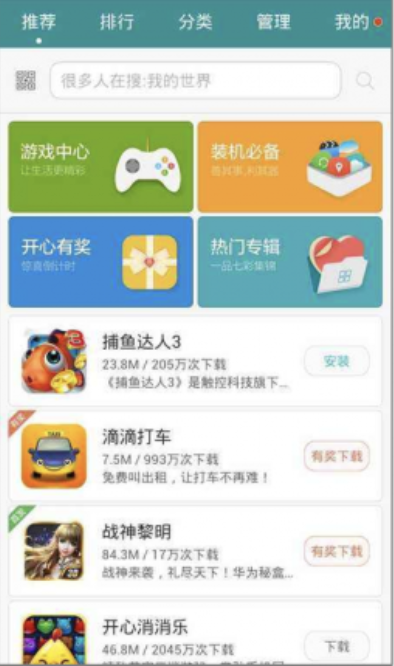 推荐 排行 分类 管理 我的
很多人在搜:我的世界
游戏中心
让生活更精彩
装机必备
开心有奖
惊喜倒计时
热门专辑
一品七彩集锦
捕鱼达人3
23.8M / 205万次下载
《捕鱼达人3》是触控科技旗下...
安装
有奖
TAXI
滴滴打车
7.5M / 993万次下载
免费叫出租，让打车不再难！
有奖下载
战神黎明
84.3M / 17万次下载
战神来袭，礼尽天下！华为秘盒...
有奖下载
开心消消乐
46.8M / 2045万次下载
下载